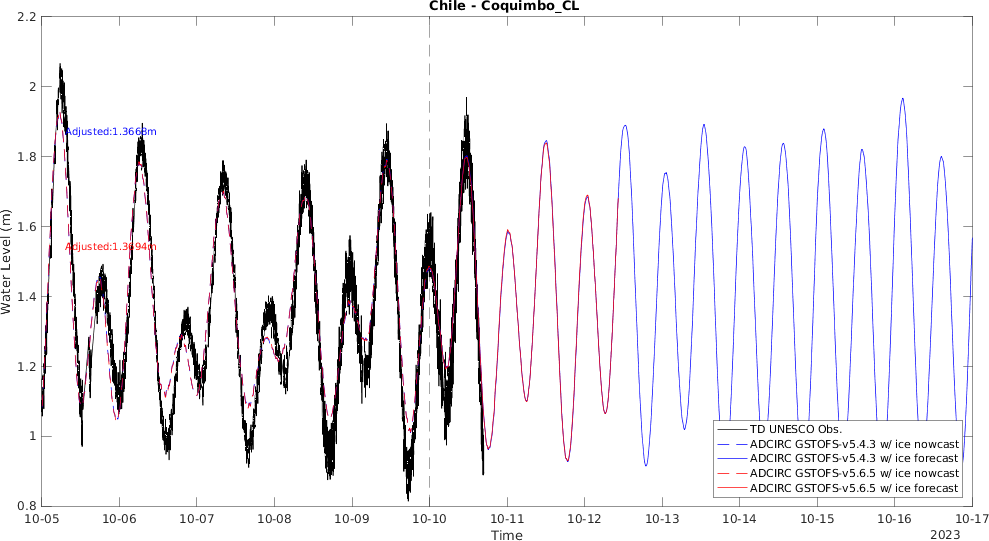 Chile - Coquimbo_CL
2.2
2
1.8
1.6
1.4
1.2
1
0.8
Water Level (m)
Adjusted:1.3668m
Adjusted:1.3694m
TD UNESCO Obs.
ADCIRC GSTOFS-v5.4.3 w/ ice nowcast
ADCIRC GSTOFS-v5.4.3 w/ ice forecast
ADCIRC GSTOFS-v5.6.5 w/ ice nowcast
ADCIRC GSTOFS-v5.6.5 w/ ice forecast
10-05 10-06 10-07 10-08 10-09 10-10 10-11 10-12 10-13 10-14 10-15 10-16 10-17
Time
2023